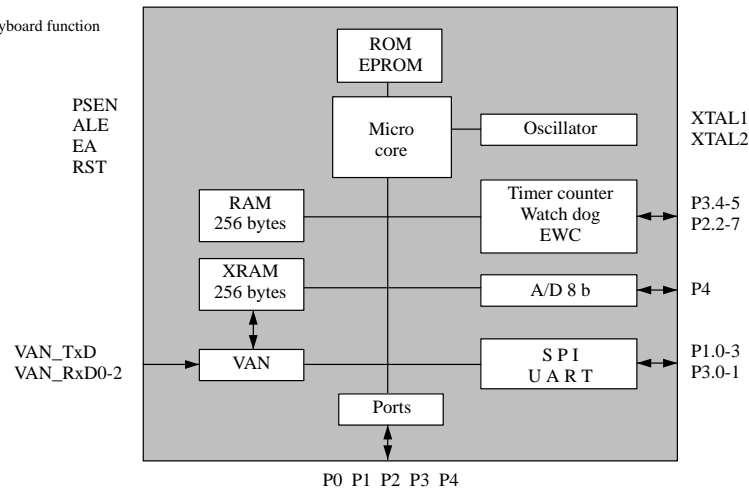 yboard function
ROM
EPROM
PSEN
ALE
EA
RST
Micro
core
Oscillator
XTAL1
XTAL2
RAM
256 bytes
Timer counter
Watch dog
EWC
P3.4-5
P2.2-7
XRAM
256 bytes
A/D 8 b
P4
VAN_TxD
VAN_RxD0-2
VAN
S P I
U A R T
P1.0-3
P3.0-1
Ports
P0 P1 P2 P3 P4